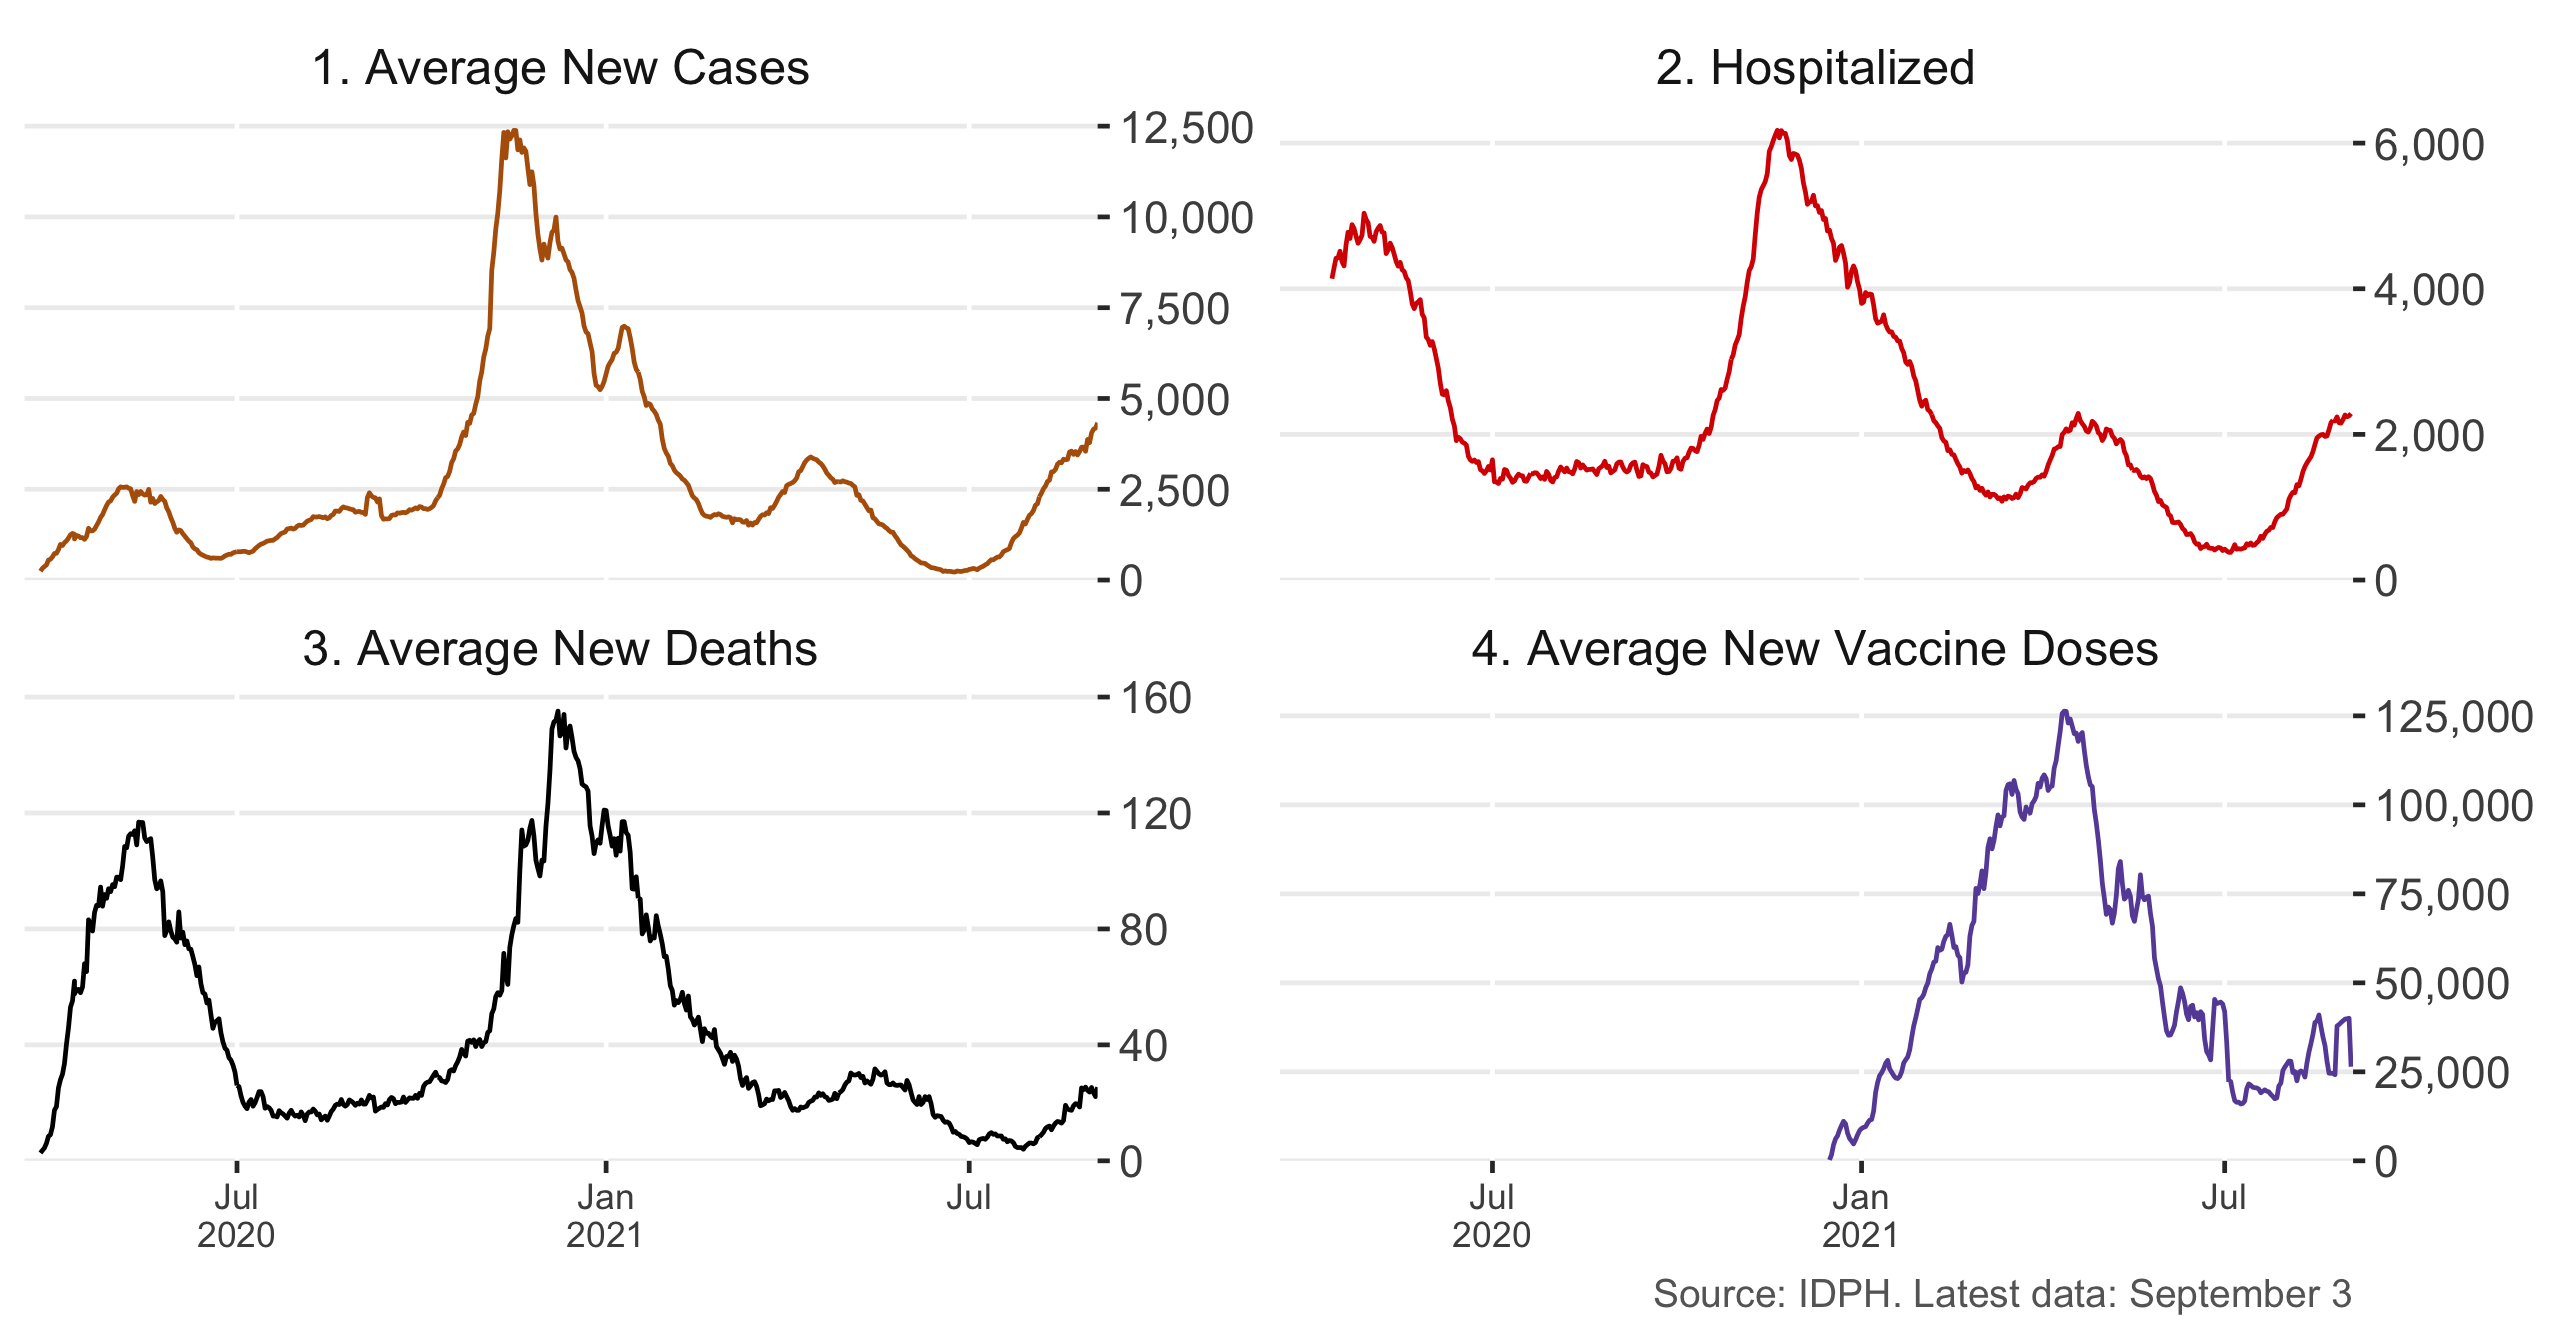 1. Average New Cases
12,500
10,000
7,500
5,000
2,500
0
2. Hospitalized
6,000
4,000
2,000
0
3. Average New Deaths
160
120
80
40
0
Jul
2020
Jan
2021
Jul
4. Average New Vaccine Doses
125,000
100,000
75,000
50,000
25,000
0
Jul
2020
Jan
2021
Jul
Source: IDPH. Latest data: September 3